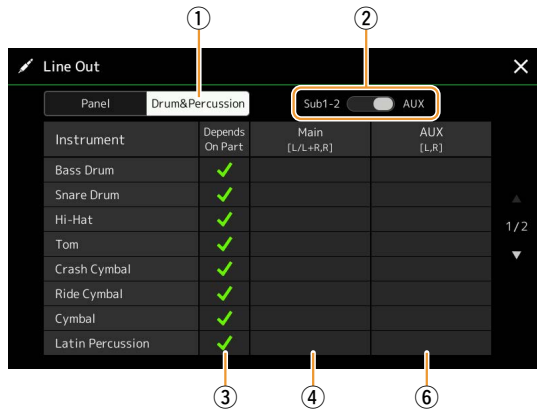 ① ②
Line Out
Panel Drum&Percussion Sub1-2 AUX
Instrument Depends On Part Main [L/L+R,R] AUX [L,R]
Bass Drum
Snare Drum
Hi-Hat
1/2
Tom
Crash Cymbal
Ride Cymbal
Cymbal
Latin Percussion
③ ④ ⑥